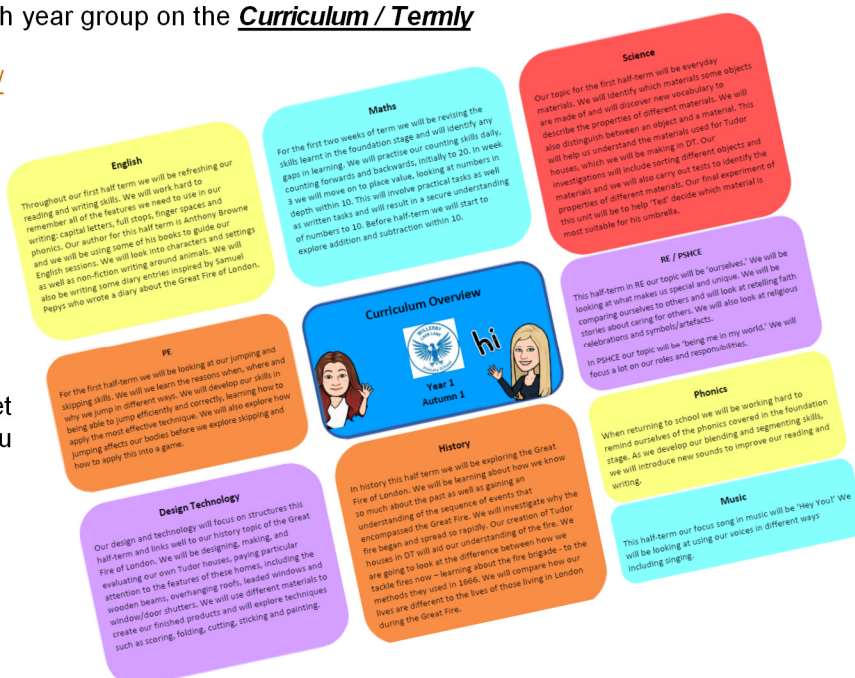 h year group on the Curriculum / Termly
et
u
English
Throughout our first half term we will be refreshing our
reading and writing skills. We will work hard to
remember all of the features we need to use in our
writing: capital letters, full stops, finger spaces and
phonics. Our author for this half term is Anthony Browne
and we will be using some of his books to guide our
English sessions. We will look into characters and settings
as well as non-fiction writing around animals. We will
also be writing some diary entries inspired by Samuel
Pepys who wrote a diary about the Great Fire of London.
Maths
For the first two weeks of term we will be revising the
skills learnt in the foundation stage and will identify any
gaps in learning. We will practise our counting skills daily,
counting forwards and backwards, initially to 20. In week
3 we will move on to place value, looking at numbers in
depth within 10. This will involve practical tasks as well
as written tasks and will result in a secure understanding
of numbers to 10. Before half-term we will start to
explore addition and subtraction within 10.
Science
Our topic for the first half-term will be everyday
materials. We will identify which materials some objects
are made of and will discover new vocabulary to
describe the properties of different materials. We will
also distinguish between an object and a material. This
will help us understand the materials used for Tudor
houses, which we will be making in DT. Our
investigations will include sorting different objects and
materials and we will also carry out tests to identify the
properties of different materials. Our final experiment of
this unit will be to help 'Ted' decide which material is
most suitable for his umbrella.
PE
For the first half-term we will be looking at our jumping and
skipping skills. We will we learn the reasons when, where and
why we jump in different ways. We will develop our skills in
being able to jump efficiently and correctly, learning how to
apply the most effective technique. We will also explore how
jumping affects our bodies before we explore skipping and
how to apply this into a game.
Curriculum Overview
WILLERBY
CARR LANE
Primary School
hi
Year 1
Autumn 1
RE / PSHCE
This half-term in RE our topic will be 'ourselves.' We will be
looking at what makes us special and unique. We will be
comparing ourselves to others and will look at retelling faith
stories about caring for others. We will also look at religious
celebrations and symbols/artefacts.
In PSHCE our topic will be 'being me in my world.' We will
focus a lot on our roles and responsibilities.
Design Technology
Our design and technology will focus on structures this
half-term and links well to our history topic of the Great
Fire of London. We will be designing, making, and
evaluating our own Tudor houses, paying particular
attention to the features of these homes, including the
wooden beams, overhanging roofs, leaded windows and
window/door shutters. We will use different materials to
create our finished products and will explore techniques
such as scoring, folding, cutting, sticking and painting.
History
In history this half term we will be exploring the Great
Fire of London. We will be learning about how we know
so much about the past as well as gaining an
understanding of the sequence of events that
encompassed the Great Fire. We will investigate why the
fire began and spread so rapidly. Our creation of Tudor
houses in DT will aid our understanding of the fire. We
are going to look at the difference between how we
tackle fires now – learning about the fire brigade - to the
methods they used in 1666. We will compare how our
lives are different to the lives of those living in London
during the Great Fire.
Phonics
When returning to school we will be working hard to
remind ourselves of the phonics covered in the foundation
stage. As we develop our blending and segmenting skills,
we will introduce new sounds to improve our reading and
writing.
Music
This half-term our focus song in music will be 'Hey You!' We
will be looking at using our voices in different ways
including singing.